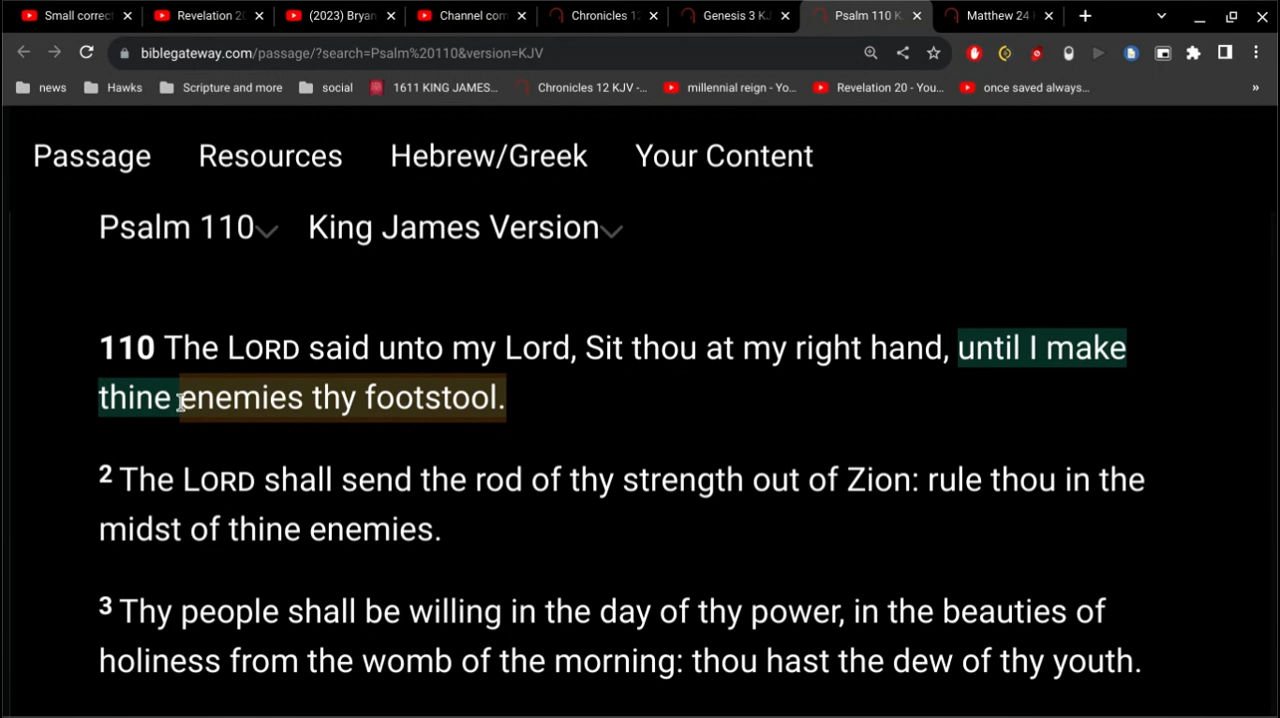 Small correct Revelation 20 (2023) Bryan Channel com Chronicles 12 Genesis 3 KJ Psalm 110 K Matthew 24
biblegateway.com/passage/?search=Psalm%20110&version=KJV
news Hawks Scripture and more social 1611 KING JAMES... Chronicles 12 KJV -... millennial reign - Yo... Revelation 20 - You... once saved always... »
Passage Resources Hebrew/Greek Your Content
Psalm 110 King James Version
110 The LORD said unto my Lord, Sit thou at my right hand, until I make
thine enemies thy footstool.
2 The LORD shall send the rod of thy strength out of Zion: rule thou in the
midst of thine enemies.
3 Thy people shall be willing in the day of thy power, in the beauties of
holiness from the womb of the morning: thou hast the dew of thy youth.